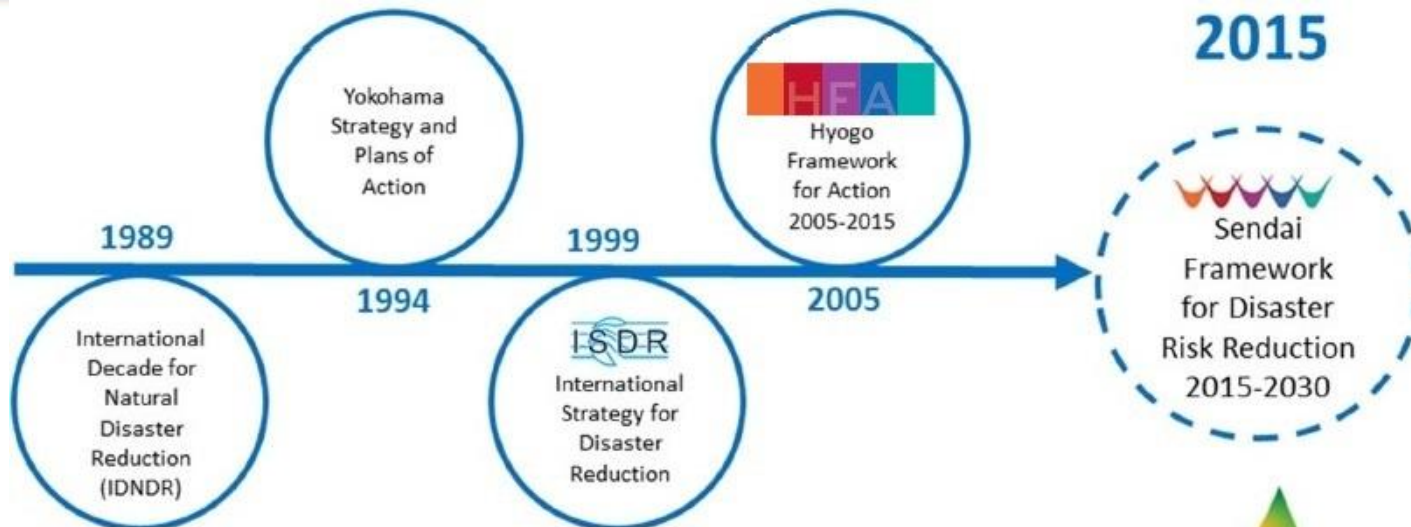 1989
International
Decade for
Natural
Disaster
Reduction
(IDNDR)
Yokohama
Strategy and
Plans of
Action
1994
1999
ISDR
International
Strategy for
Disaster
Reduction
HFA
Hyogo
Framework
for Action
2005-2015
2005
2015
Sendai
Framework
for Disaster
Risk Reduction
2015-2030